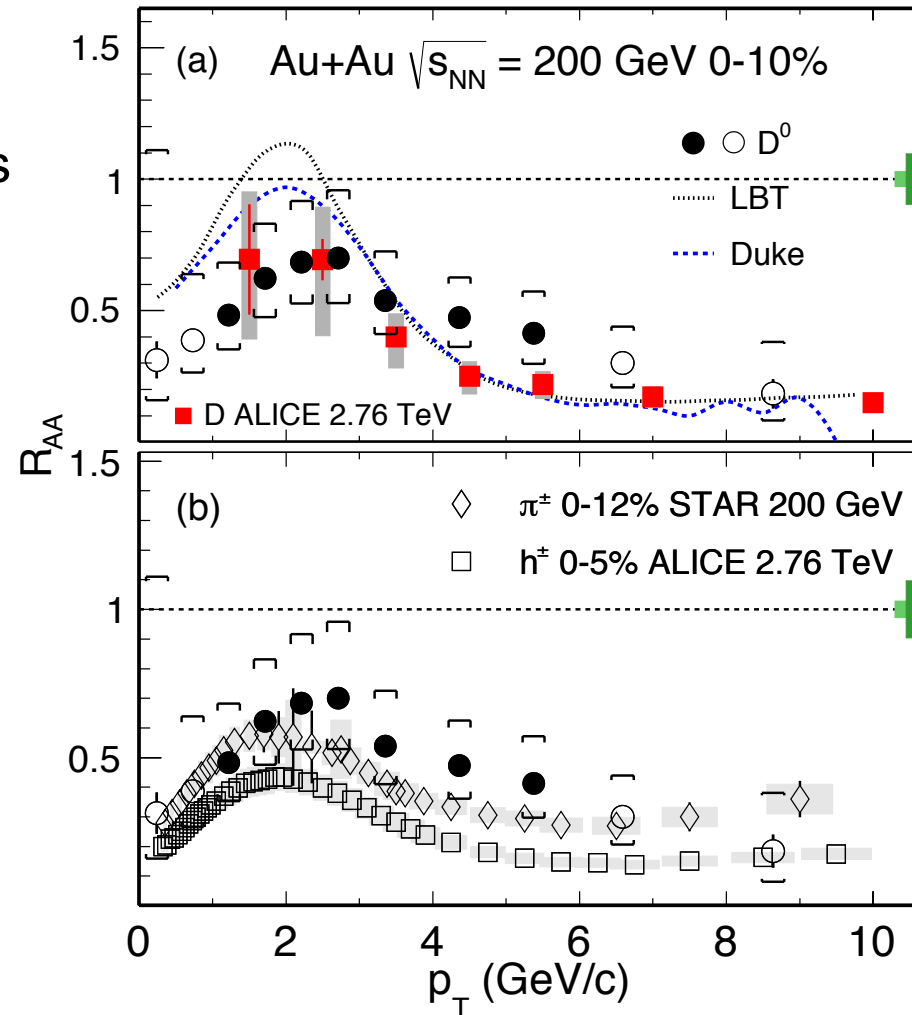 s
1.5
(a) Au+Au √s_NN = 200 GeV 0-10%
D⁰
1
LBT
Duke
0.5
D ALICE 2.76 TeV
R_AA
1.5
(b) π± 0-12% STAR 200 GeV
h± 0-5% ALICE 2.76 TeV
1
0.5
0 2 4 6 8 10
p_T (GeV/c)